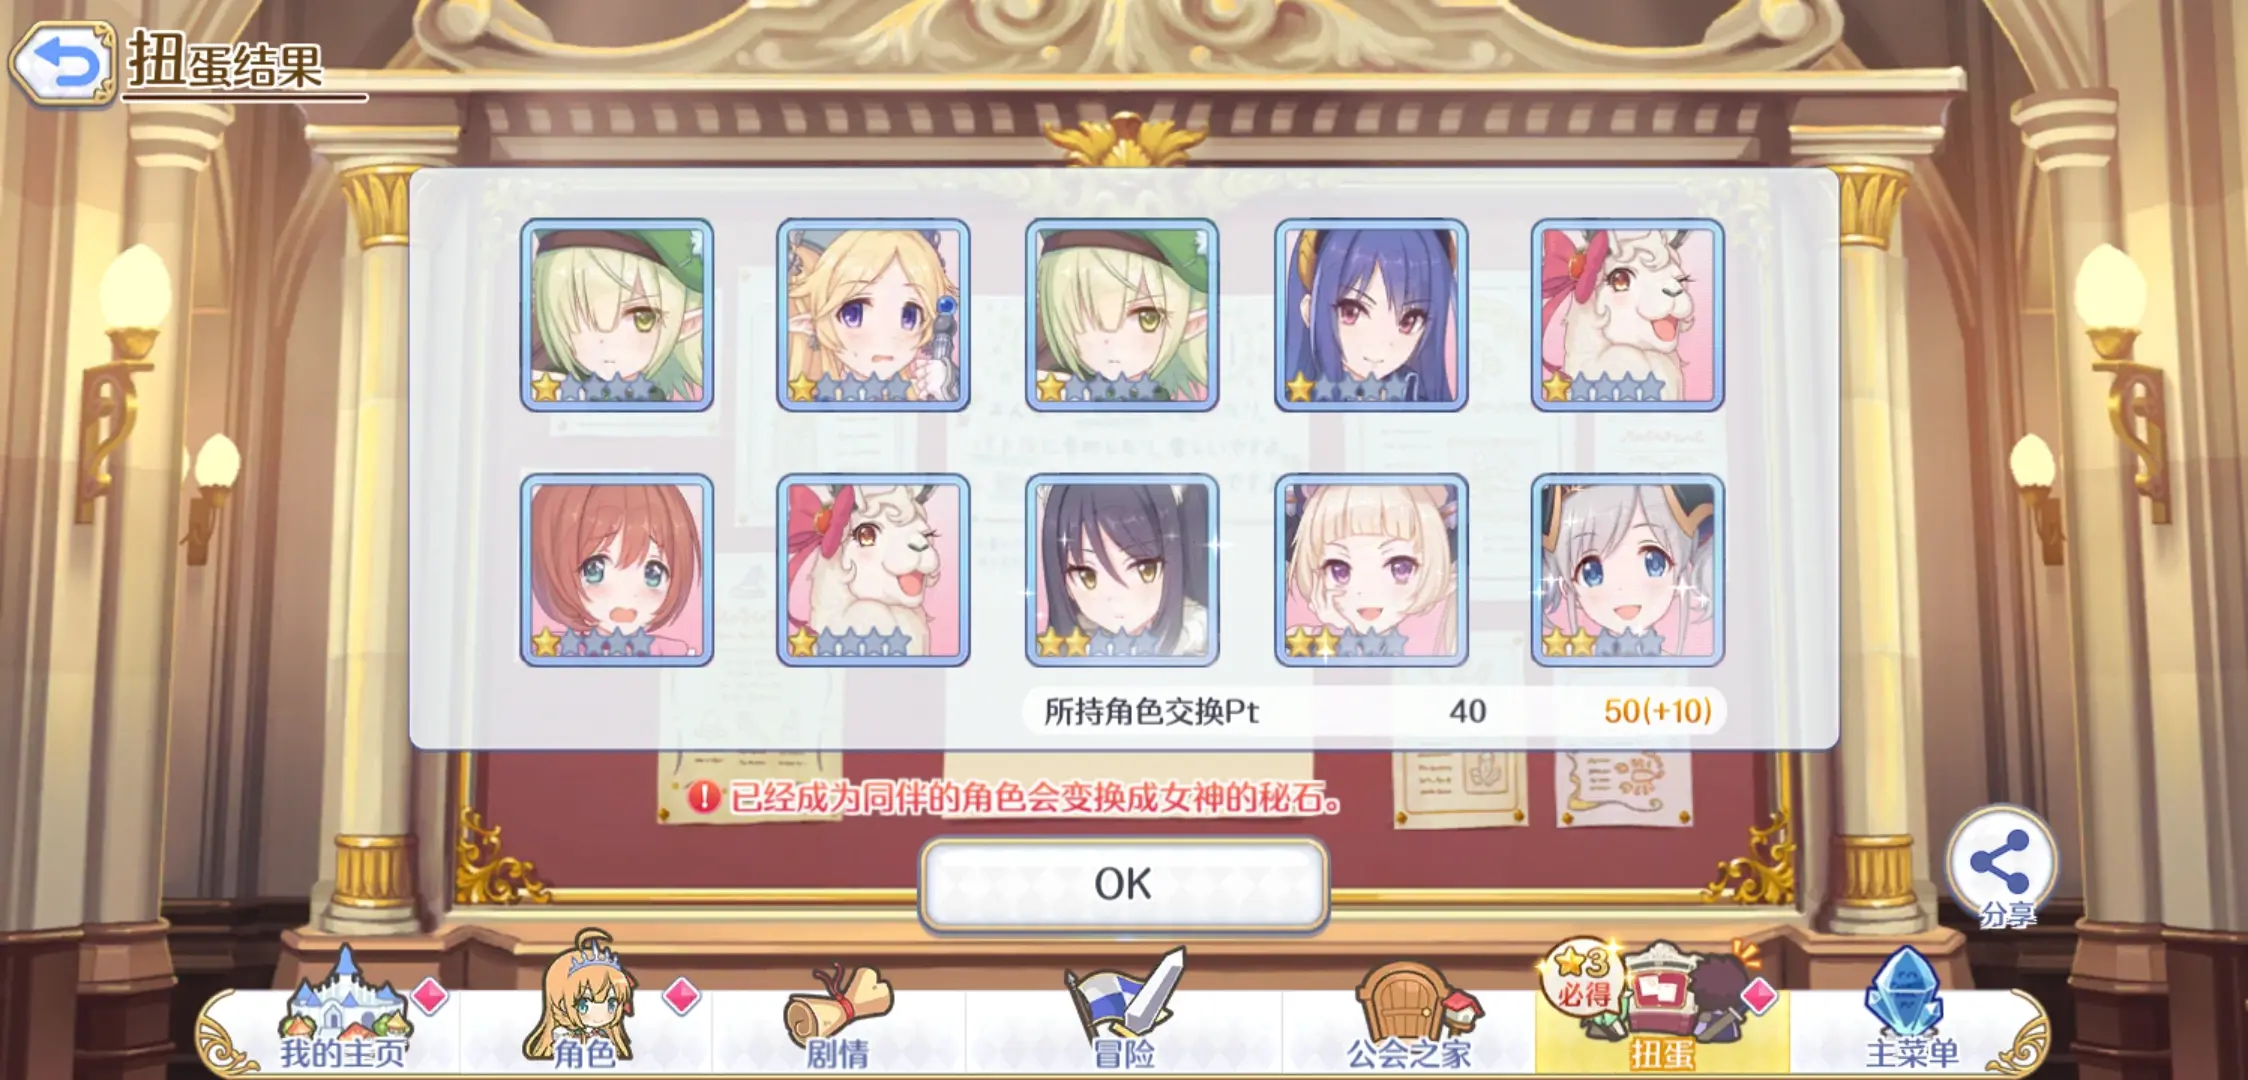 扭蛋结果
所持角色交换Pt 40 50(+10)
! 已经成为同伴的角色会变换成女神的秘石。
OK
分享
3
必得
我的主页
角色
剧情
冒险
公会之家
扭蛋
主菜单